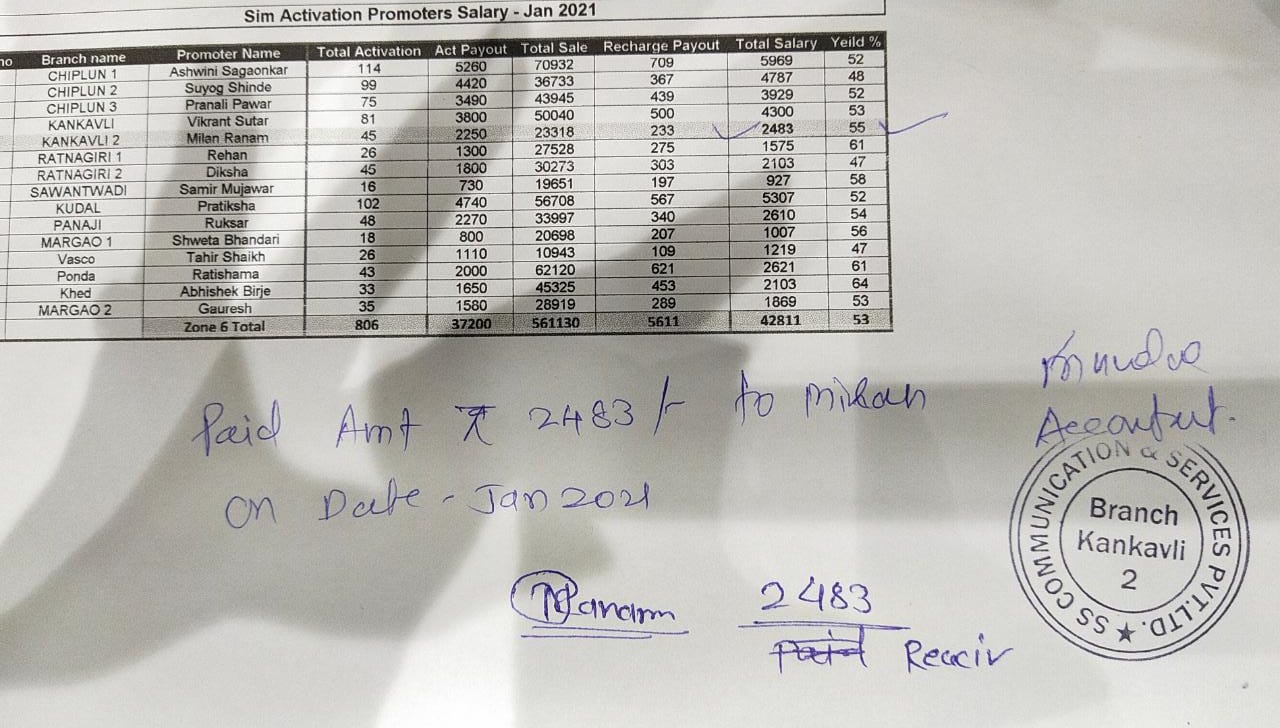 Sim Activation Promoters Salary - Jan 2021
no Branch name Promoter Name Total Activation Act Payout Total Sale Recharge Payout Total Salary Yeild %
CHIPLUN 1 Ashwini Sagaonkar 114 5260 70932 709 5969 52
CHIPLUN 2 Suyog Shinde 99 4420 36733 367 4787 48
CHIPLUN 3 Pranali Pawar 75 3490 43945 439 3929 52
KANKAVLI Vikrant Sutar 81 3800 50040 500 4300 53
KANKAVLI 2 Milan Ranam 45 2250 23318 233 2483 55
RATNAGIRI 1 Rehan 26 1300 27528 275 1575 61
RATNAGIRI 2 Diksha 45 1800 30273 303 2103 47
SAWANTWADI Samir Mujawar 16 730 19651 197 927 58
KUDAL Pratiksha 102 4740 56708 567 5307 52
PANAJI Ruksar 48 2270 33997 340 2610 54
MARGAO 1 Shweta Bhandari 18 800 20698 207 1007 56
Vasco Tahir Shaikh 26 1110 10943 109 1219 47
Ponda Ratishama 43 2000 62120 621 2621 61
Khed Abhishek Birje 33 1650 45325 453 2103 64
MARGAO 2 Gauresh 35 1580 28919 289 1869 53
Zone 6 Total 806 37200 561130 5611 42811 53
Paid Amt ₹ 2483/- to Milan
on Date - Jan 2021
2483
Paid Receiv
SS COMMUNICATION & SERVICES PVT.LTD. ★
Branch
Kankavli
2